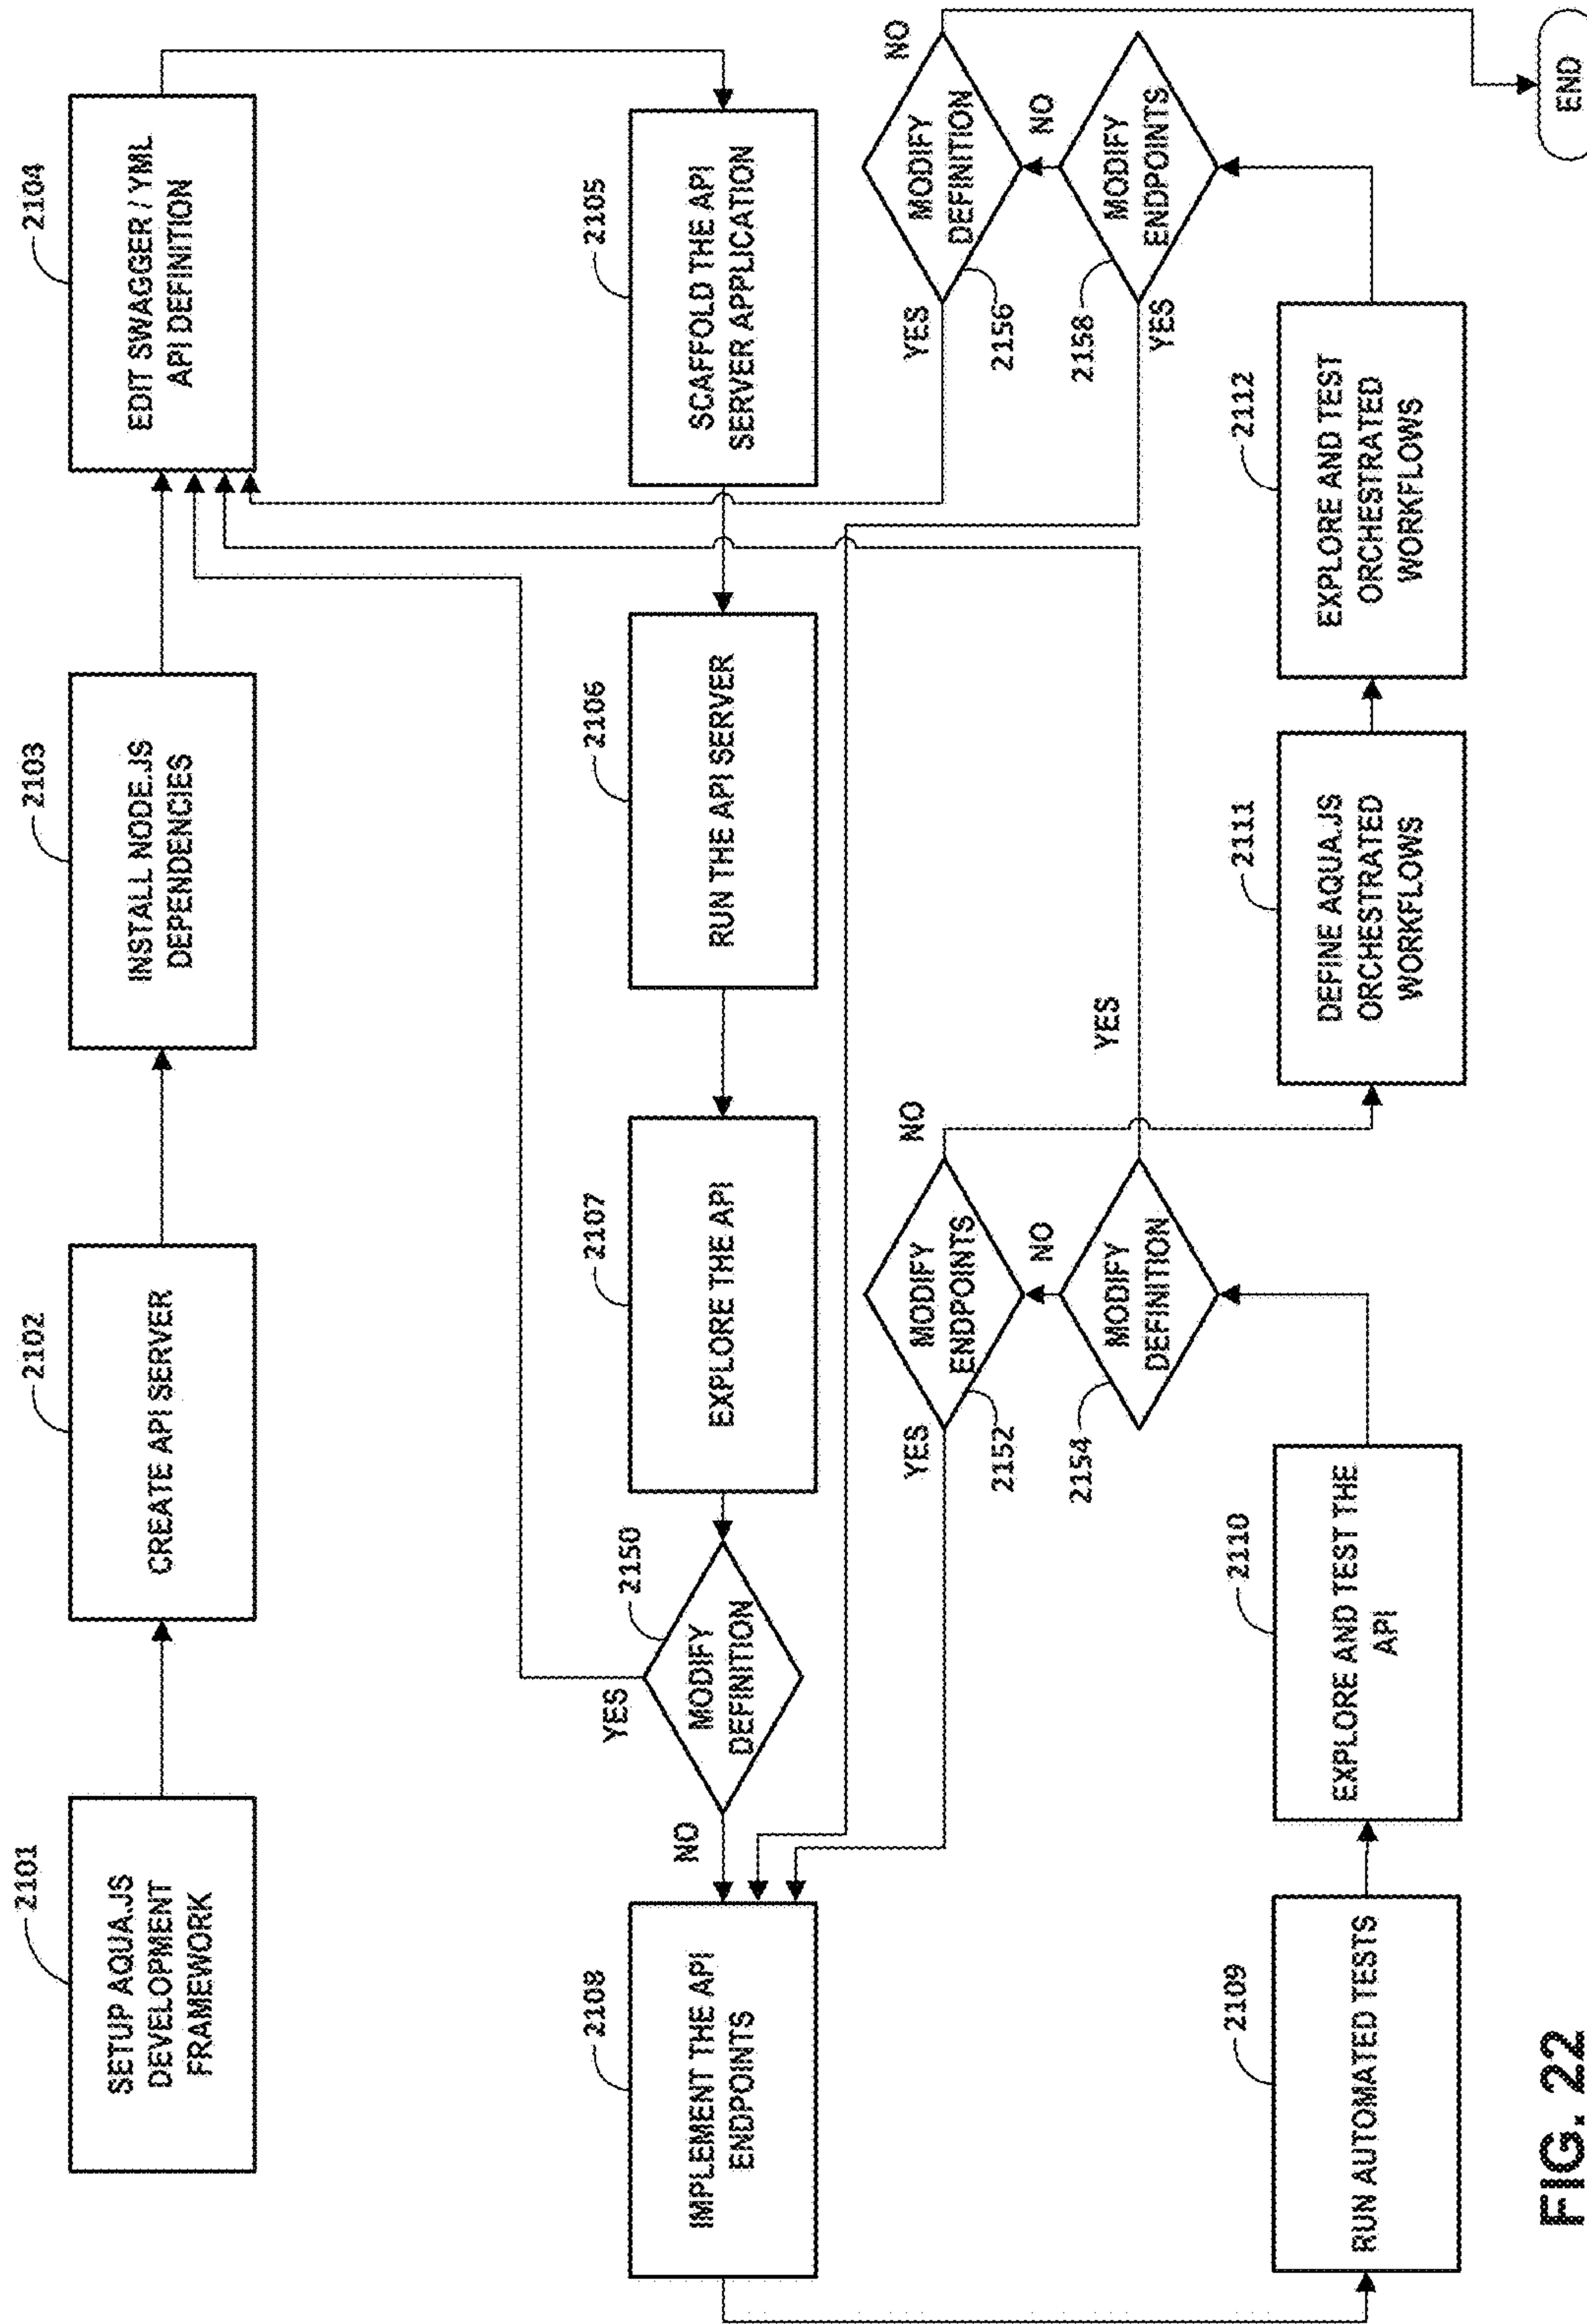 2101
SETUP AQUA.JS
DEVELOPMENT
FRAMEWORK
2102
CREATE API SERVER
2103
INSTALL NODE.JS
DEPENDENCIES
2104
EDIT SWAGGER / YML
API DEFINITION
2108
IMPLEMENT THE API
ENDPOINTS
NO
YES
2150
MODIFY
DEFINITION
2107
EXPLORE THE API
2106
RUN THE API SERVER
2105
SCAFFOLD THE API
SERVER APPLICATION
YES
MODIFY
ENDPOINTS
NO
2152
NO
2154
MODIFY
DEFINITION
YES
YES
MODIFY
DEFINITION
NO
2156
NO
2158
MODIFY
ENDPOINTS
YES
2109
RUN AUTOMATED TESTS
2110
EXPLORE AND TEST THE
API
2111
DEFINE AQUA.JS
ORCHESTRATED
WORKFLOWS
2112
EXPLORE AND TEST
ORCHESTRATED
WORKFLOWS
END
FIG. 22